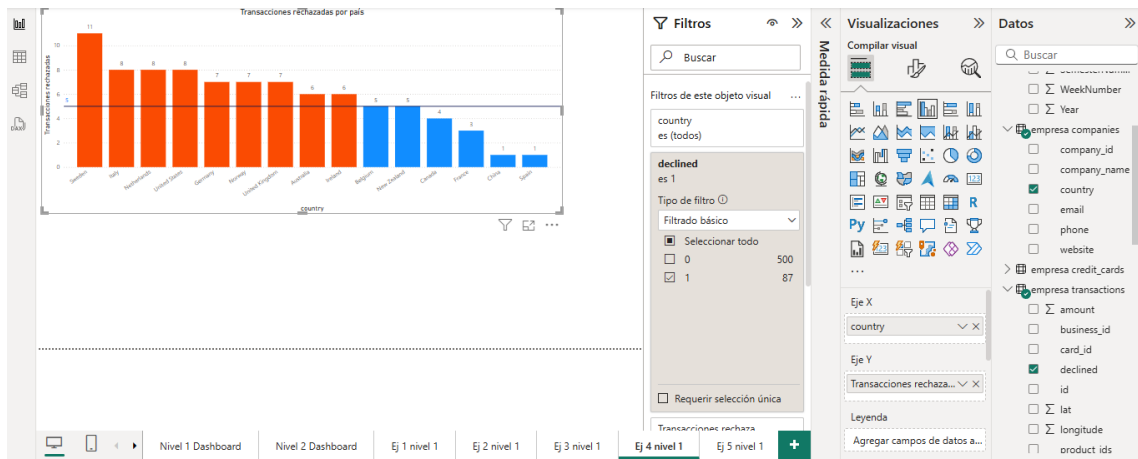 Transacciones rechazadas por país
Transacciones rechazadas
10
8
6
5
4
2
0
11
8
8
8
7
7
7
6
6
5
5
4
3
1
1
Sweden
Italy
Netherlands
United States
Germany
Norway
United Kingdom
Australia
Ireland
Belgium
New Zealand
Canada
France
China
Spain
country
Nivel 1 Dashboard
Nivel 2 Dashboard
Ej 1 nivel 1
Ej 2 nivel 1
Ej 3 nivel 1
Ej 4 nivel 1
Ej 5 nivel 1
Filtros
Buscar
Filtros de este objeto visual
country
es (todos)
declined
es 1
Tipo de filtro
Filtrado básico
Seleccionar todo
0 500
1 87
Requerir selección única
Transacciones rechaza
Medida rápida
Visualizaciones
Compilar visual
123
R
Py
123
...
Eje X
country
Eje Y
Transacciones rechaza...
Leyenda
Agregar campos de datos a...
Datos
Buscar
WeekNumber
Year
empresa companies
company_id
company_name
country
email
phone
website
empresa credit_cards
empresa transactions
amount
business_id
card_id
declined
id
lat
longitude
product_ids